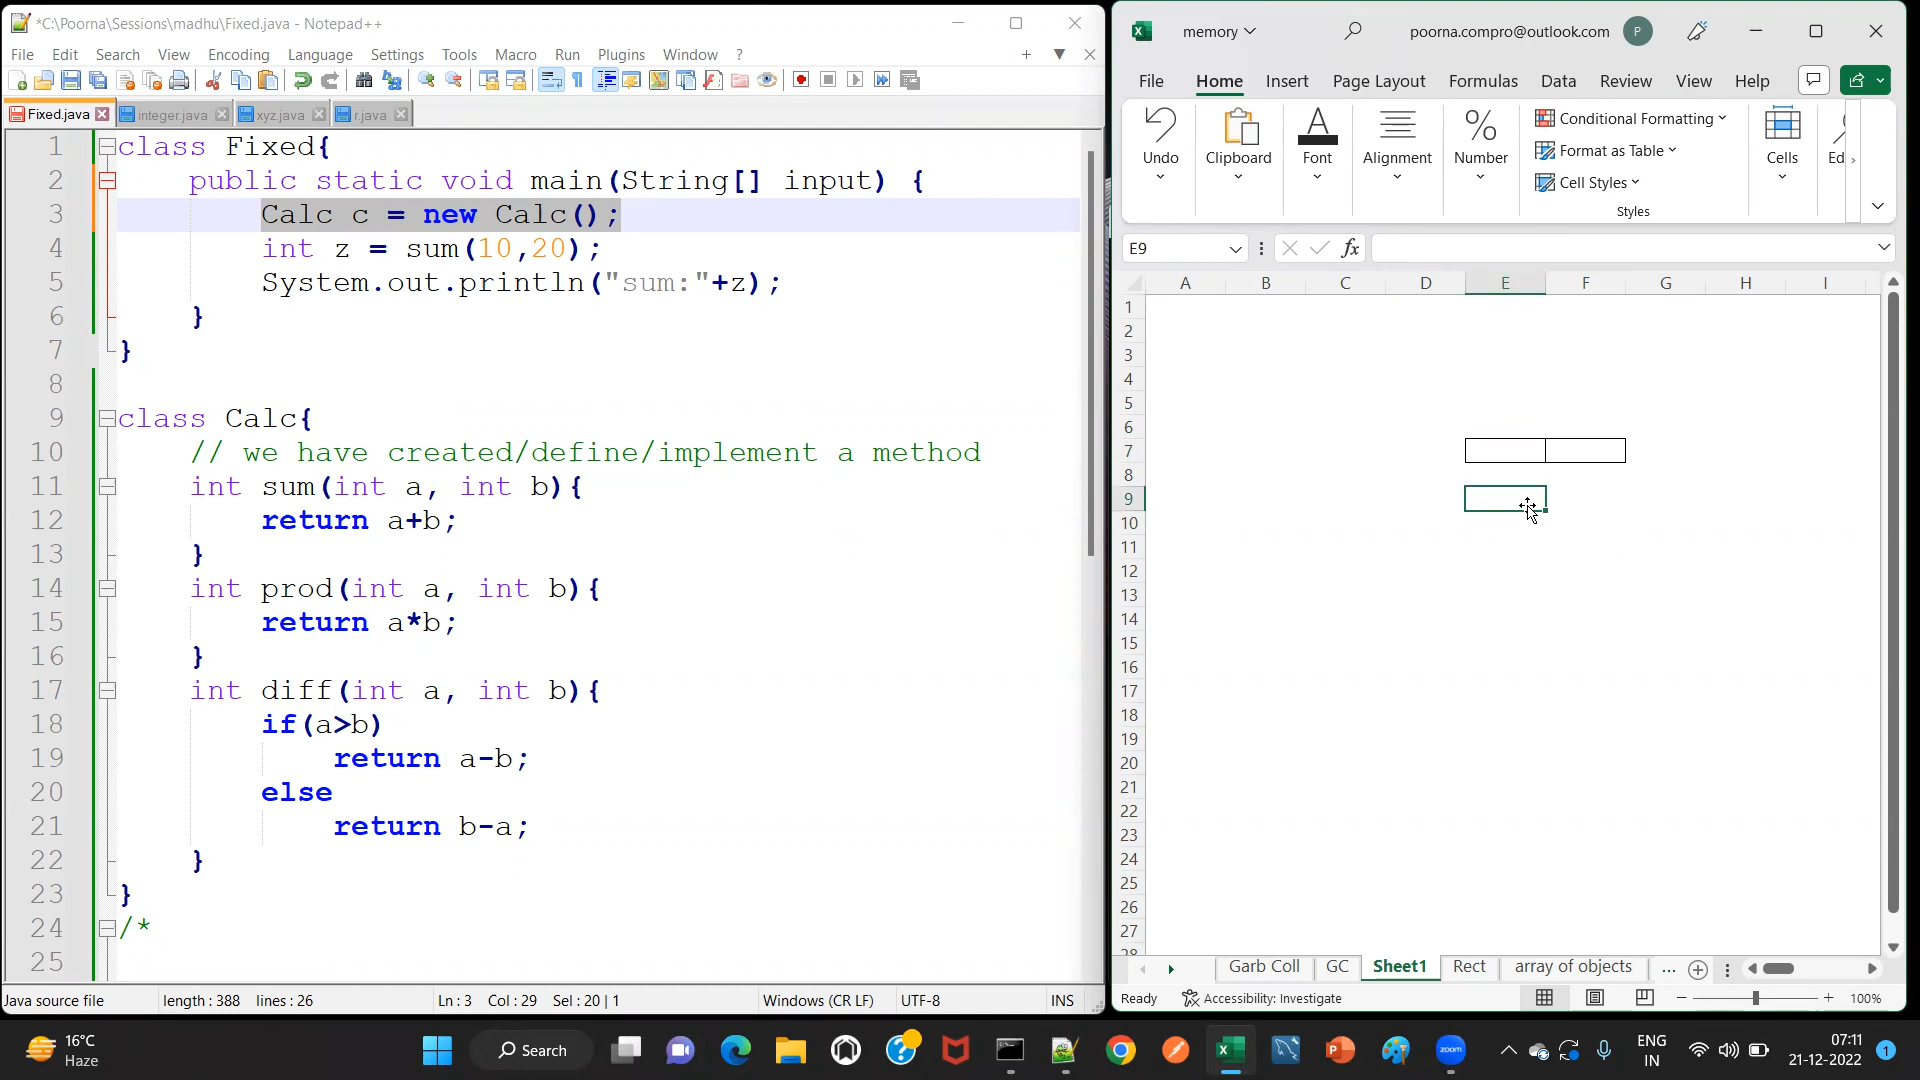 *C:\Poorna\Sessions\madhu\Fixed.java - Notepad++
File Edit Search View Encoding Language Settings Tools Macro Run Plugins Window ?
Fixed.java integer.java xyz.java r.java
1 class Fixed{
2 public static void main(String[] input) {
3 Calc c = new Calc();
4 int z = sum(10,20);
5 System.out.println("sum:"+z);
6 }
7 }
8
9 class Calc{
10 // we have created/define/implement a method
11 int sum(int a, int b){
12 return a+b;
13 }
14 int prod(int a, int b){
15 return a*b;
16 }
17 int diff(int a, int b){
18 if(a>b)
19 return a-b;
20 else
21 return b-a;
22 }
23 }
24 /*
25
Java source file length : 388 lines : 26 Ln : 3 Col : 29 Sel : 20 | 1 Windows (CR LF) UTF-8 INS
memory poorna.compro@outlook.com P
File Home Insert Page Layout Formulas Data Review View Help
Undo Clipboard Font Alignment Number Conditional Formatting Format as Table Cell Styles Cells Ed
Styles
E9 fx
A B C D E F G H I
1
2
3
4
5
6
7
8
9
10
11
12
13
14
15
16
17
18
19
20
21
22
23
24
25
26
27
28
Garb Coll GC Sheet1 Rect array of objects ...
Ready Accessibility: Investigate 100%
16°C
Haze
Search
zoom
ENG
IN
07:11
21-12-2022
1